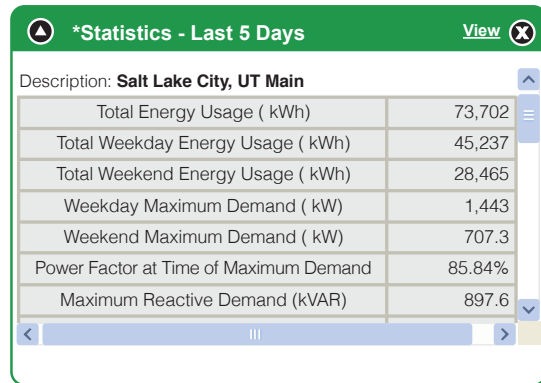 *Statistics - Last 5 Days View X
Description: Salt Lake City, UT Main
Total Energy Usage ( kWh) 73,702
Total Weekday Energy Usage ( kWh) 45,237
Total Weekend Energy Usage ( kWh) 28,465
Weekday Maximum Demand ( kW) 1,443
Weekend Maximum Demand ( kW) 707.3
Power Factor at Time of Maximum Demand 85.84%
Maximum Reactive Demand (kVAR) 897.6